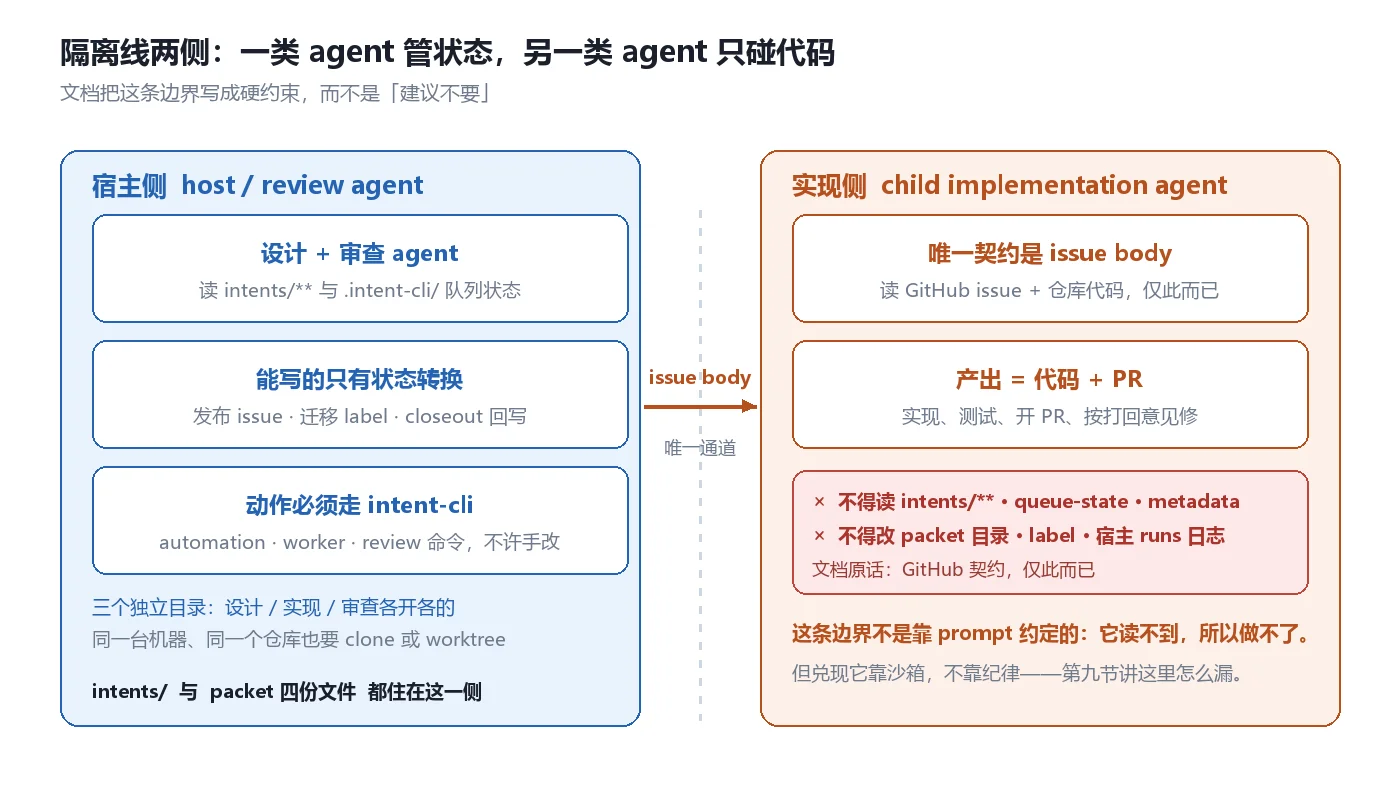 隔离线两侧：一类 agent 管状态，另一类 agent 只碰代码
文档把这条边界写成硬约束，而不是「建议不要」
宿主侧 host / review agent
设计 + 审查 agent
读 intents/** 与 .intent-cli/ 队列状态
能写的只有状态转换
发布 issue · 迁移 label · closeout 回写
动作必须走 intent-cli
automation · worker · review 命令，不许手改
三个独立目录：设计 / 实现 / 审查各开各的
同一台机器、同一个仓库也要 clone 或 worktree
intents/ 与 packet 四份文件 都住在这一侧
issue body
唯一通道
实现侧 child implementation agent
唯一契约是 issue body
读 GitHub issue + 仓库代码，仅此而已
产出 = 代码 + PR
实现、测试、开 PR、按打回意见修
× 不得读 intents/** • queue-state • metadata
× 不得改 packet 目录 • label • 宿主 runs 日志
文档原话：GitHub 契约，仅此而已
这条边界不是靠 prompt 约定的：它读不到，所以做不了。
但兑现它靠沙箱，不靠纪律——第九节讲这里怎么漏。